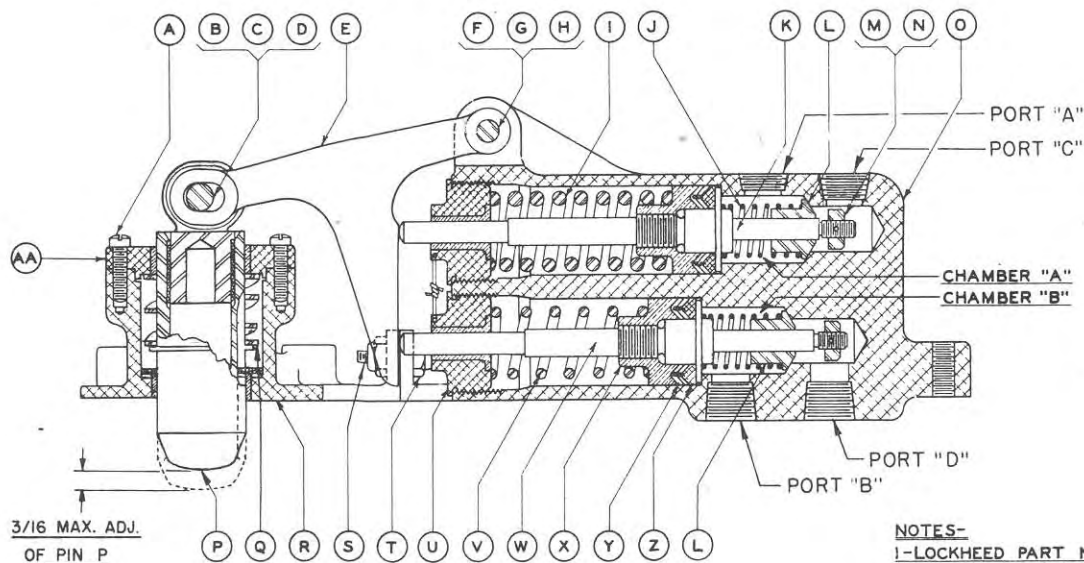 A B C D E F G H I J K L M N O
PORT "A"
PORT "C"
AA
CHAMBER "A"
CHAMBER "B"
PORT "D"
PORT "B"
3/16 MAX. ADJ.
OF PIN P
P Q R S T U V W X Y Z L
NOTES-
1-LOCKHEED PART N